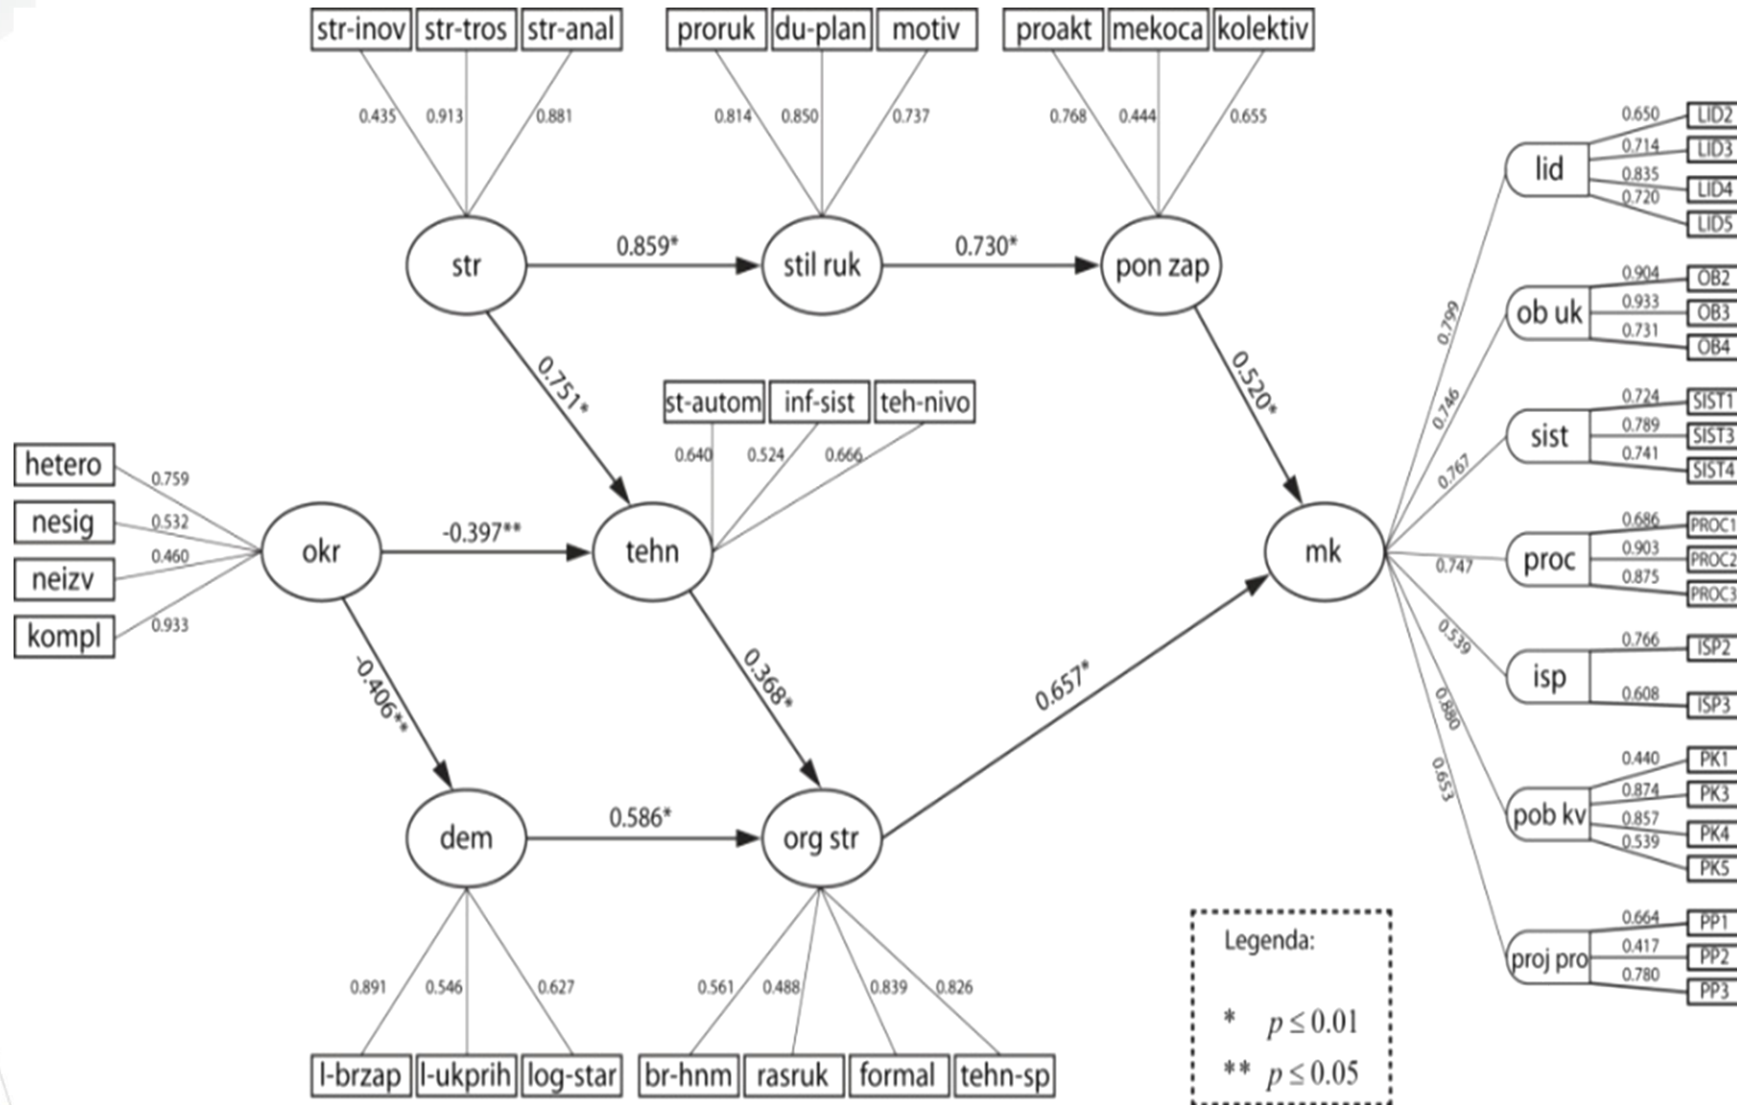 str-inov str-tros str-anal proruk du-plan motiv proakt mekoca kolektiv
0.435 0.913 0.881 0.814 0.850 0.737 0.768 0.444 0.655
str 0.859* stil ruk 0.730* pon zap
0.751*
0.520*
st-autom inf-sist teh-nivo
0.640 0.524 0.666
hetero 0.759
nesig 0.532
neizv 0.460
kompl 0.933
okr -0.397** tehn
mk
-0.406**
0.368*
0.657*
dem 0.586* org str
0.891 0.546 0.627 0.561 0.488 0.839 0.826
l-brzap l-ukprih log-star br-hnm rasruk formal tehn-sp
0.799
0.746
0.767
0.747
0.539
0.880
0.653
lid
0.650 LID2
0.714 LID3
0.835 LID4
0.720 LID5
ob uk
0.904 OB2
0.933 OB3
0.731 OB4
sist
0.724 SIST1
0.789 SIST3
0.741 SIST4
proc
0.686 PROC1
0.903 PROC2
0.875 PROC3
isp
0.766 ISP2
0.608 ISP3
pob kv
0.440 PK1
0.874 PK3
0.857 PK4
0.539 PK5
proj pro
0.664 PP1
0.417 PP2
0.780 PP3
Legenda:
* p ≤ 0.01
** p ≤ 0.05